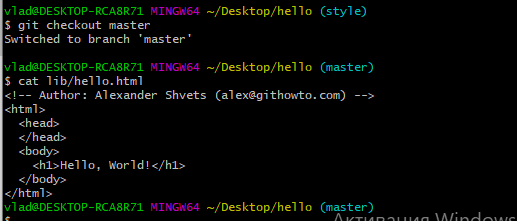 vlad@DESKTOP-RCA8R71 MINGW64 ~/Desktop/hello (style)
$ git checkout master
Switched to branch 'master'
vlad@DESKTOP-RCA8R71 MINGW64 ~/Desktop/hello (master)
$ cat lib/hello.html
<!-- Author: Alexander Shvets (alex@githowto.com) -->
<html>
  <head>
  </head>
  <body>
    <h1>Hello, World!</h1>
  </body>
</html>
vlad@DESKTOP-RCA8R71 MINGW64 ~/Desktop/hello (master)
Активация Windows